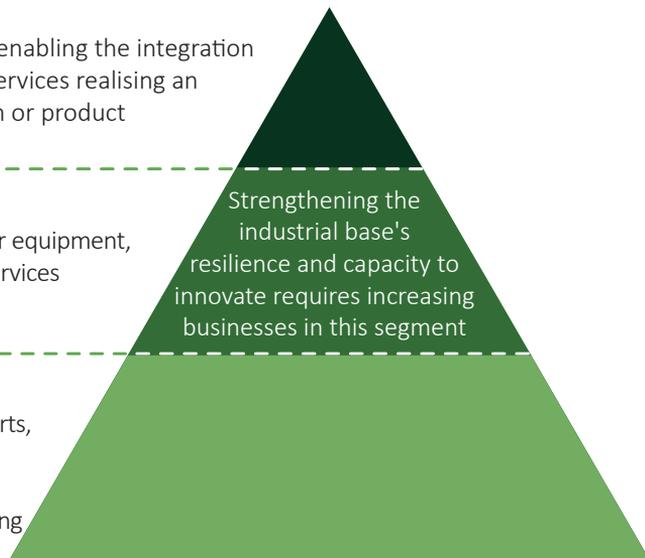 enabling the integration
ervices realising an
or product
Strengthening the
industrial base's
resilience and capacity to
innovate requires increasing
businesses in this segment
r equipment,
rvices
rts,
ng